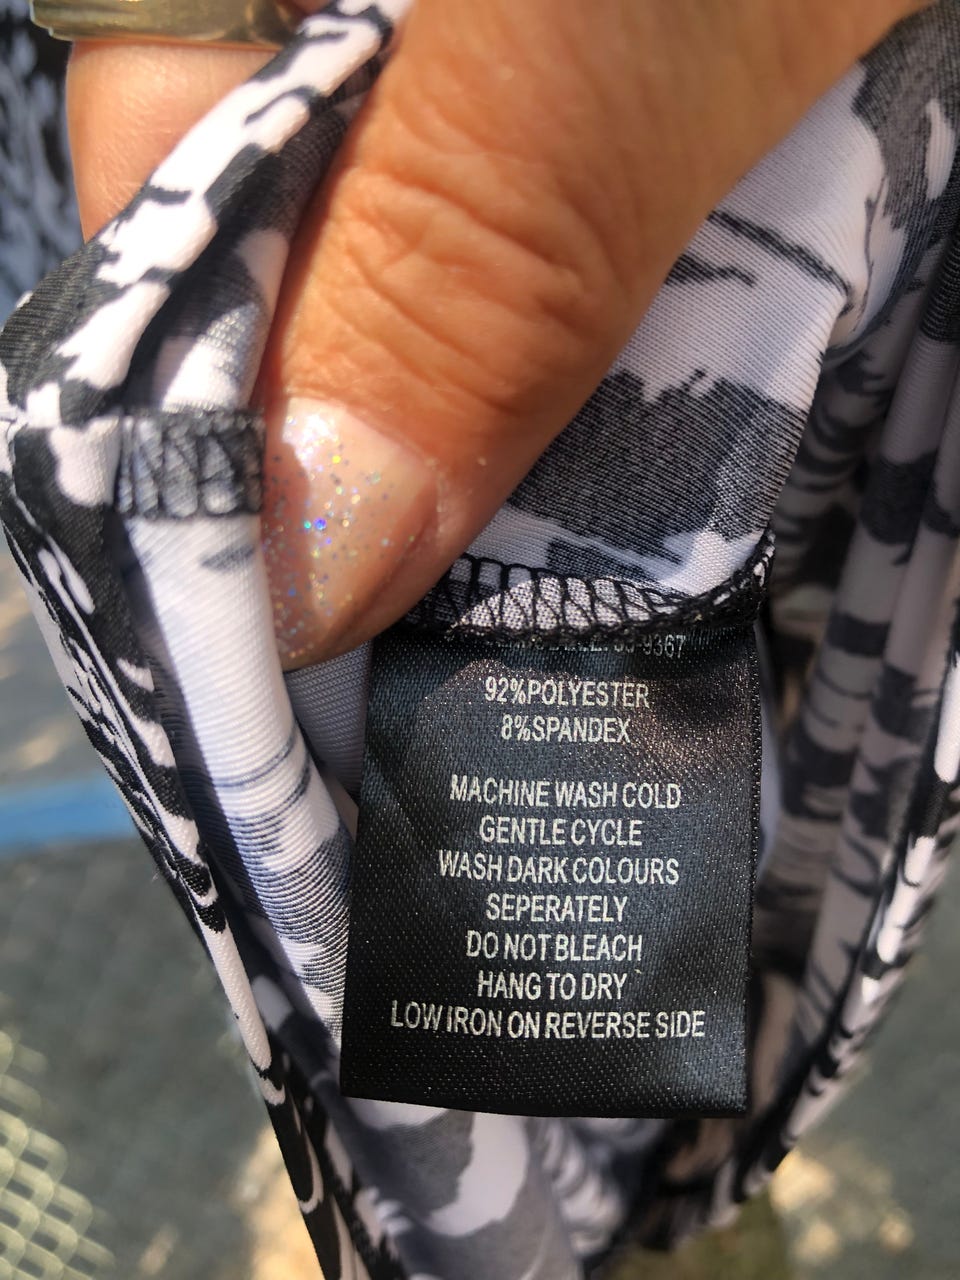 9367
92%POLYESTER
8%SPANDEX
MACHINE WASH COLD
GENTLE CYCLE
WASH DARK COLOURS
SEPERATELY
DO NOT BLEACH
HANG TO DRY
LOW IRON ON REVERSE SIDE